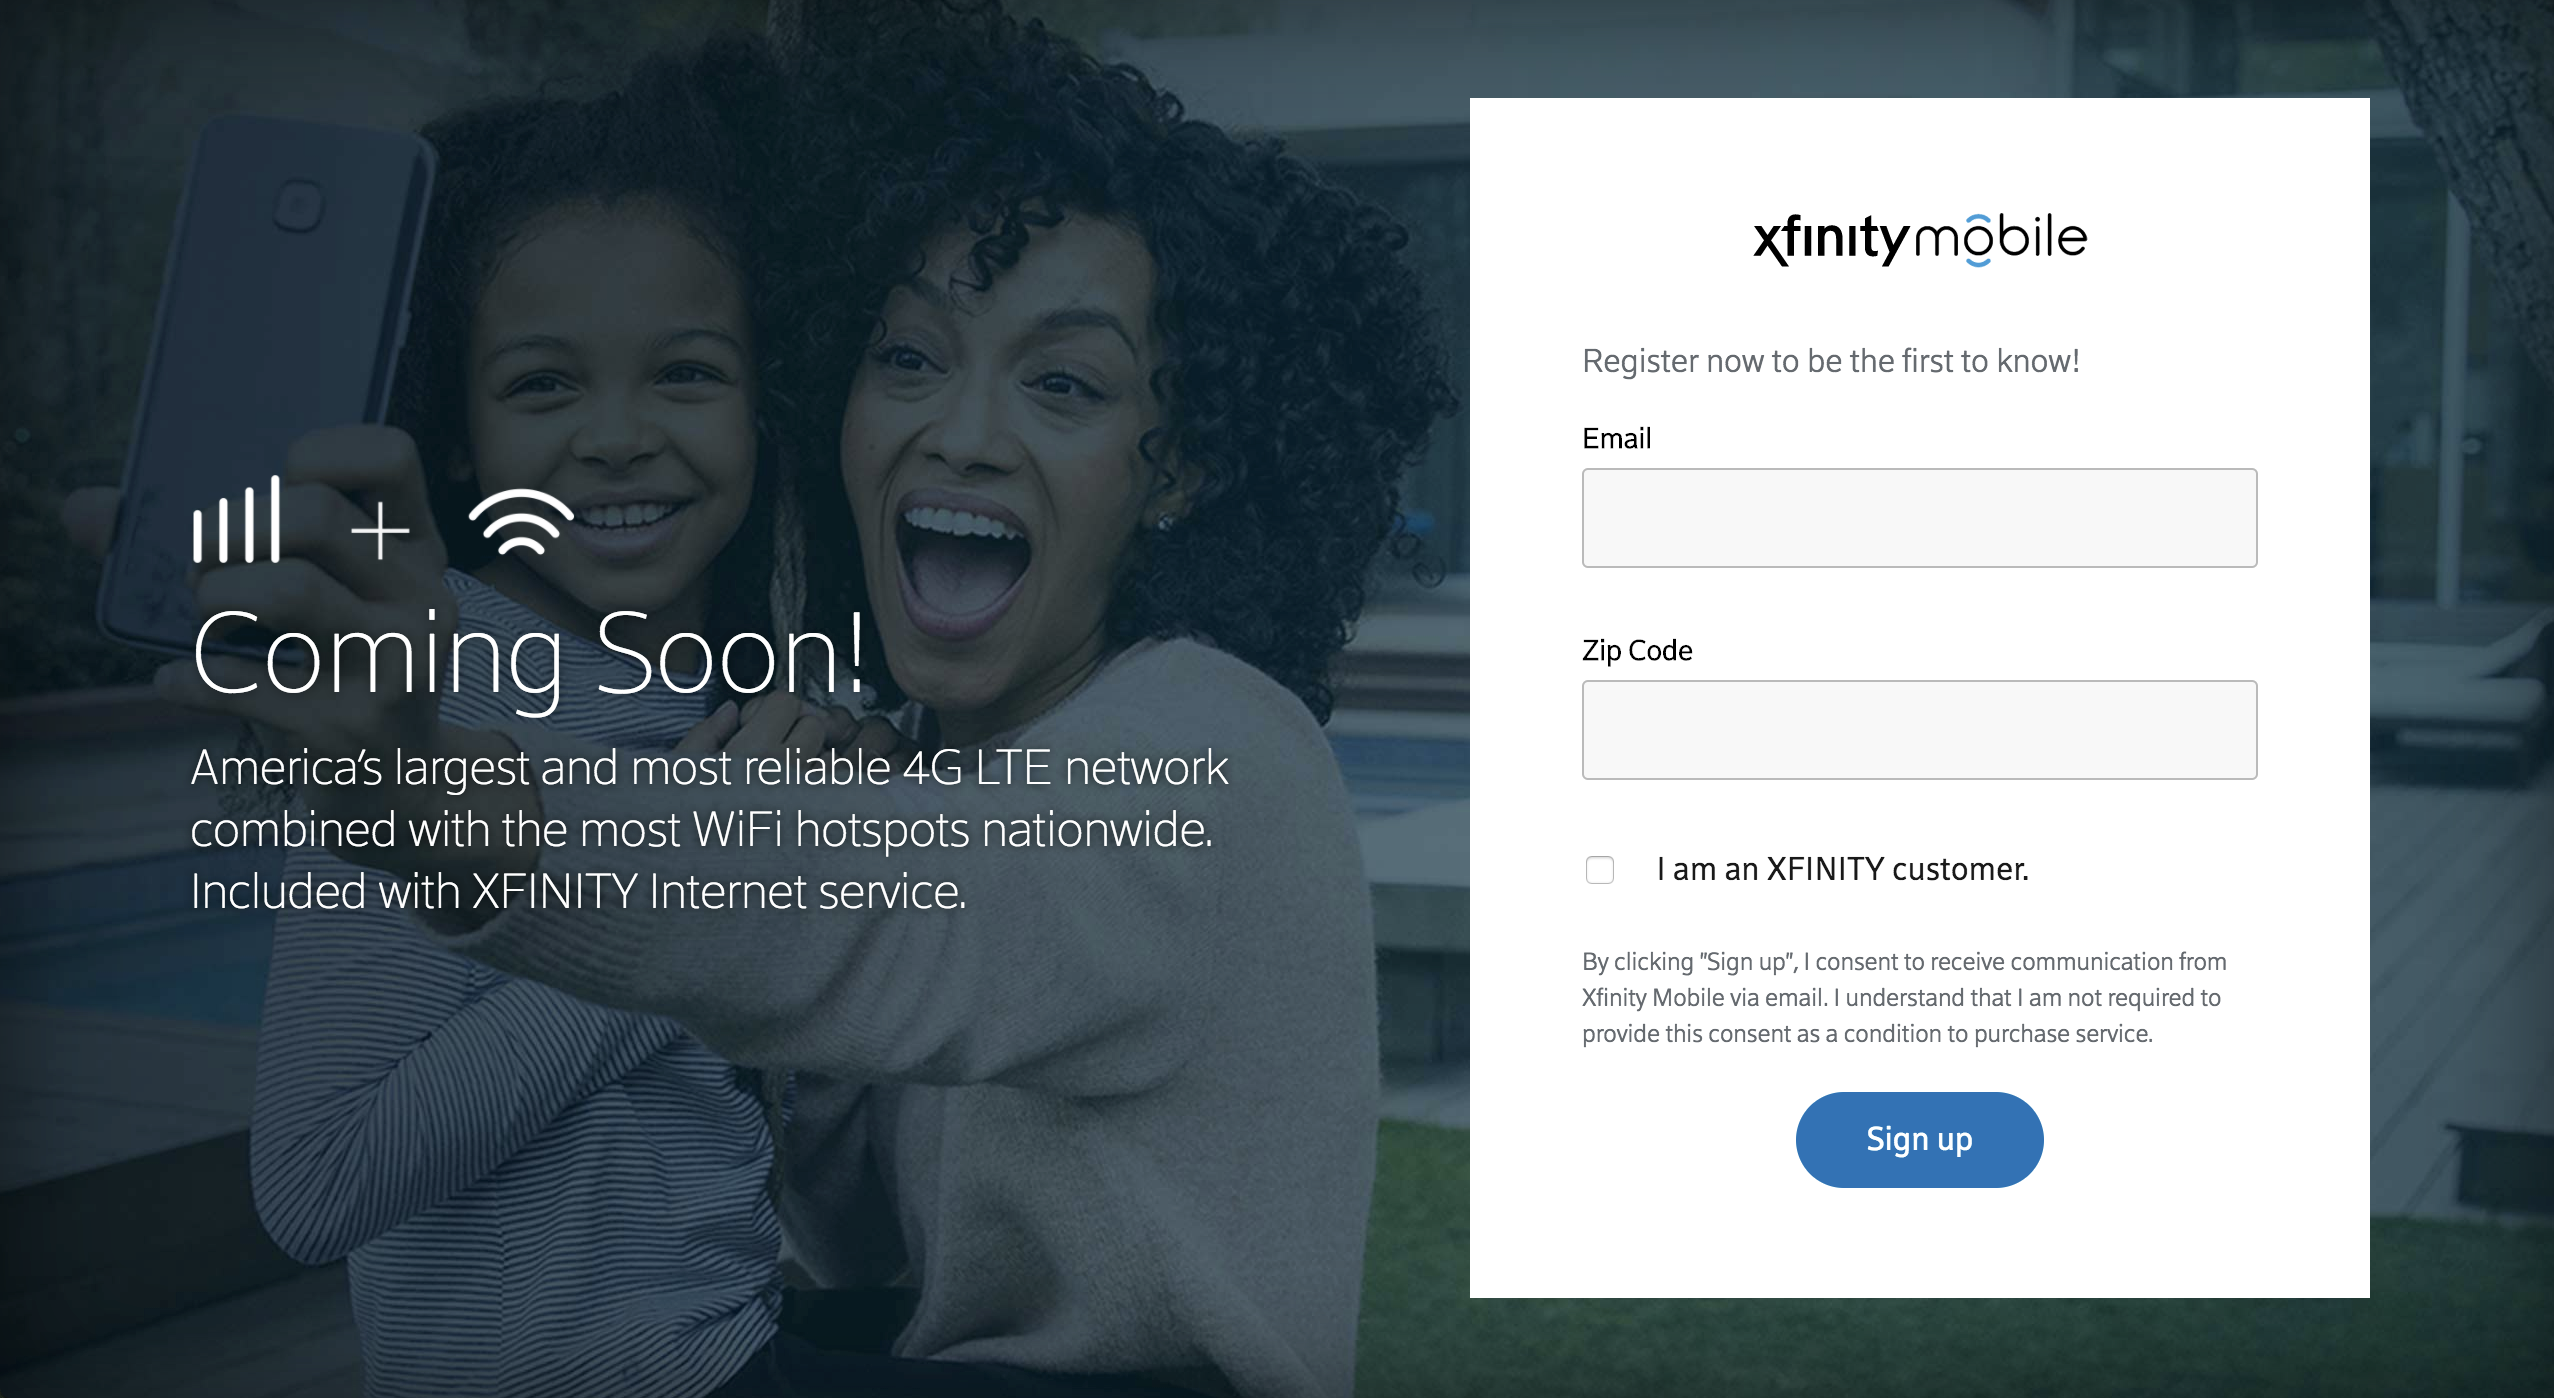 Coming Soon!
America's largest and most reliable 4G LTE network
combined with the most WiFi hotspots nationwide.
Included with XFINITY Internet service.
xfinitymobile
Register now to be the first to know!
Email
Zip Code
I am an XFINITY customer.
By clicking "Sign up", I consent to receive communication from
Xfinity Mobile via email. I understand that I am not required to
provide this consent as a condition to purchase service.
Sign up